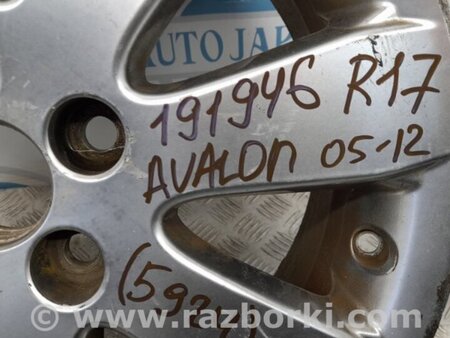 AUTO JAK
191946 R17
AVALON 05-12
www.razborki.com